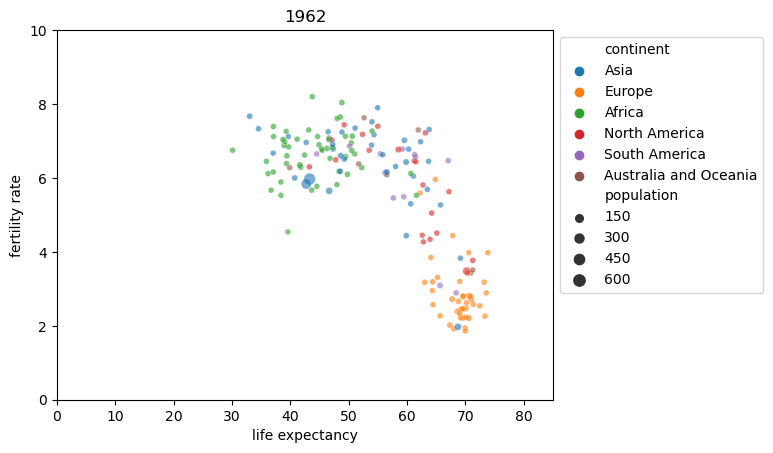 1962
10
8
6
4
2
0
fertility rate
0 10 20 30 40 50 60 70 80
life expectancy
continent
Asia
Europe
Africa
North America
South America
Australia and Oceania
population
150
300
450
600